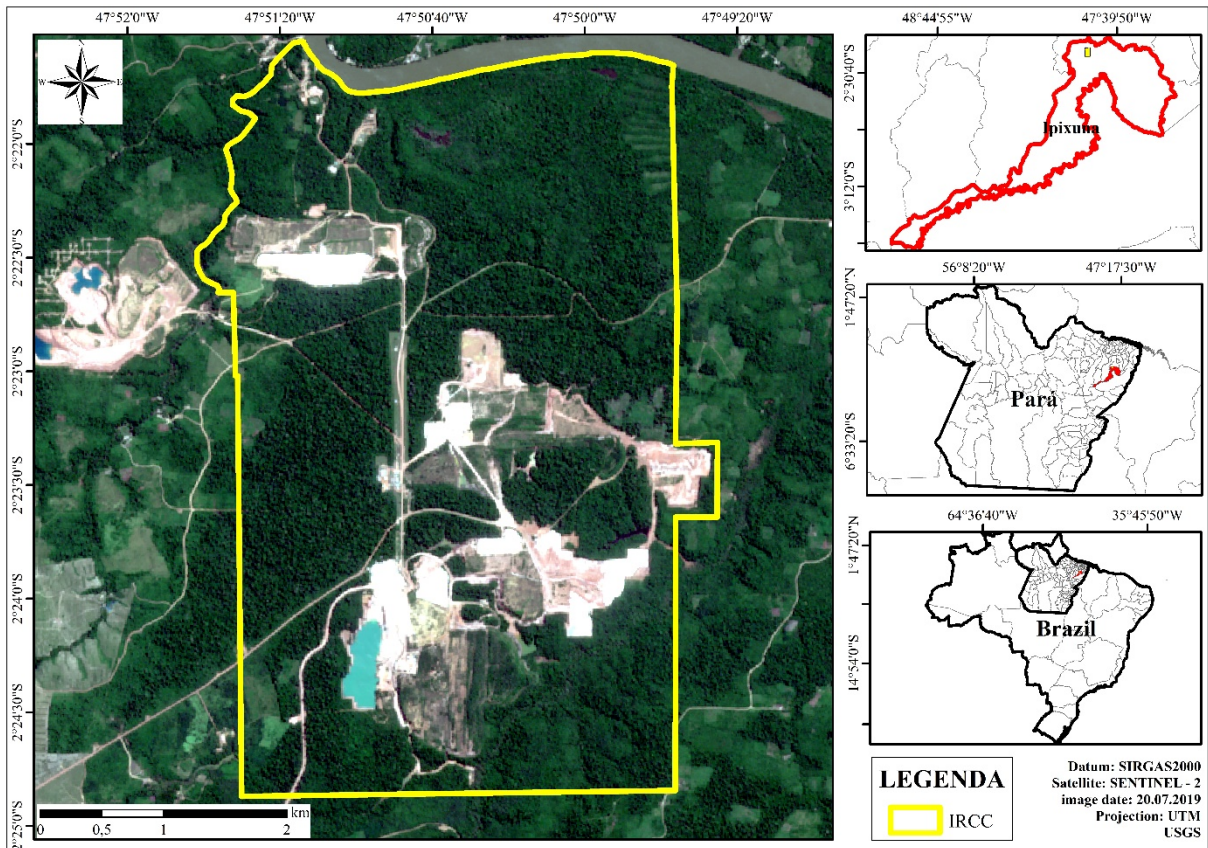 47°52'0"W
47°51'20"W
47°50'40"W
47°50'0"W
47°49'20"W
N
W
E
S
2°22'0"S
2°22'30"S
2°23'0"S
2°23'30"S
2°24'0"S
2°24'30"S
2°25'0"S
km
0
0,5
1
2
48°44'55"W
47°39'50"W
2°30'40"S
3°12'0"S
Ipixuna
56°8'20"W
47°17'30"W
1°47'20"N
6°33'20"S
Pará
64°36'40"W
35°45'50"W
1°47'20"N
14°54'0"S
Brazil
LEGENDA
IRCC
Datum: SIRGAS2000
Satellite: SENTINEL - 2
image date: 20.07.2019
Projection: UTM
USGS